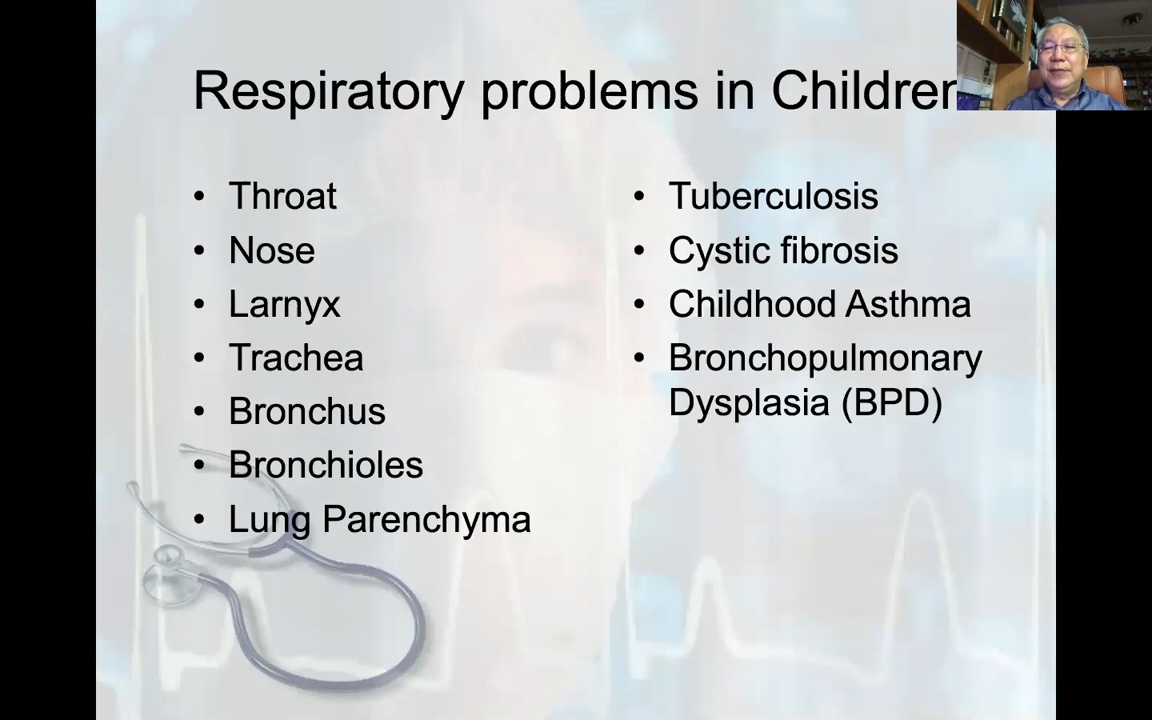 Respiratory problems in Children
• Throat
• Nose
• Larnyx
• Trachea
• Bronchus
• Bronchioles
• Lung Parenchyma
• Tuberculosis
• Cystic fibrosis
• Childhood Asthma
• Bronchopulmonary
Dysplasia (BPD)